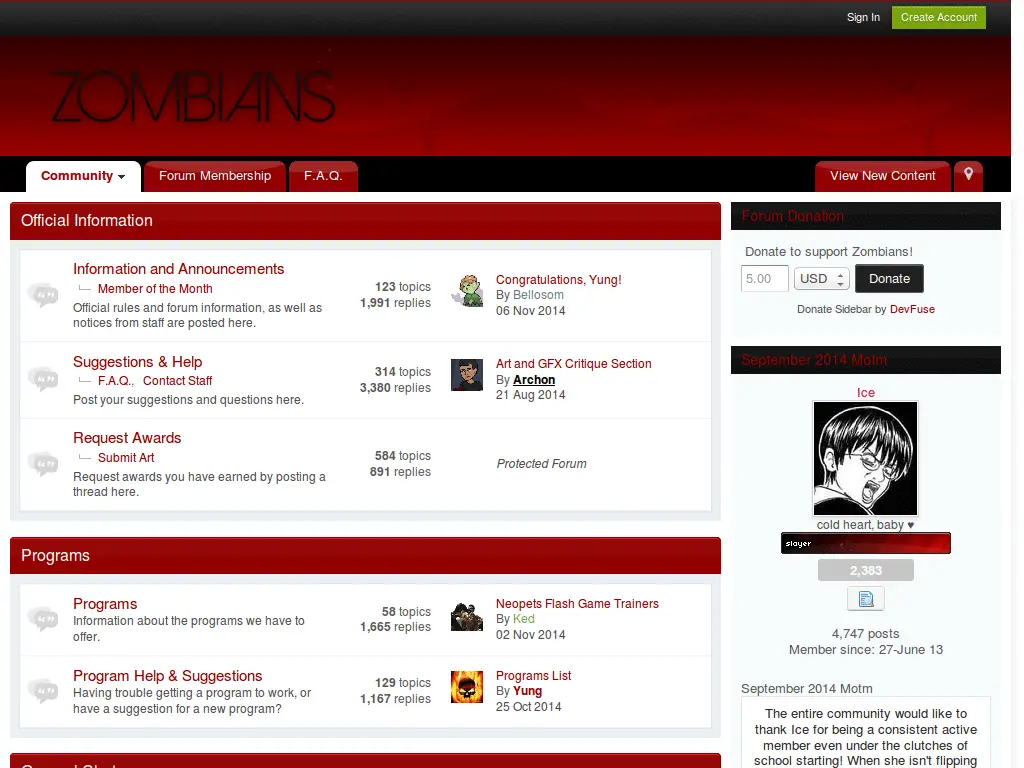 Sign In
Create Account
ZOMBIANS
Community
Forum Membership
F.A.Q.
View New Content
Official Information
Information and Announcements
Member of the Month
Official rules and forum information, as well as
notices from staff are posted here.
123 topics
1,991 replies
Congratulations, Yung!
By Bellosom
06 Nov 2014
Suggestions & Help
F.A.Q., Contact Staff
Post your suggestions and questions here.
314 topics
3,380 replies
Art and GFX Critique Section
By Archon
21 Aug 2014
Request Awards
Submit Art
Request awards you have earned by posting a
thread here.
584 topics
891 replies
Protected Forum
Programs
Programs
Information about the programs we have to
offer.
58 topics
1,665 replies
Neopets Flash Game Trainers
By Ked
02 Nov 2014
Program Help & Suggestions
Having trouble getting a program to work, or
have a suggestion for a new program?
129 topics
1,167 replies
Programs List
By Yung
25 Oct 2014
Forum Donation
Donate to support Zombians!
5.00
USD
Donate
Donate Sidebar by DevFuse
September 2014 Motm
Ice
cold heart, baby ♥
slayer
2,383
4,747 posts
Member since: 27-June 13
September 2014 Motm
The entire community would like to
thank Ice for being a consistent active
member even under the clutches of
school starting! When she isn't flipping